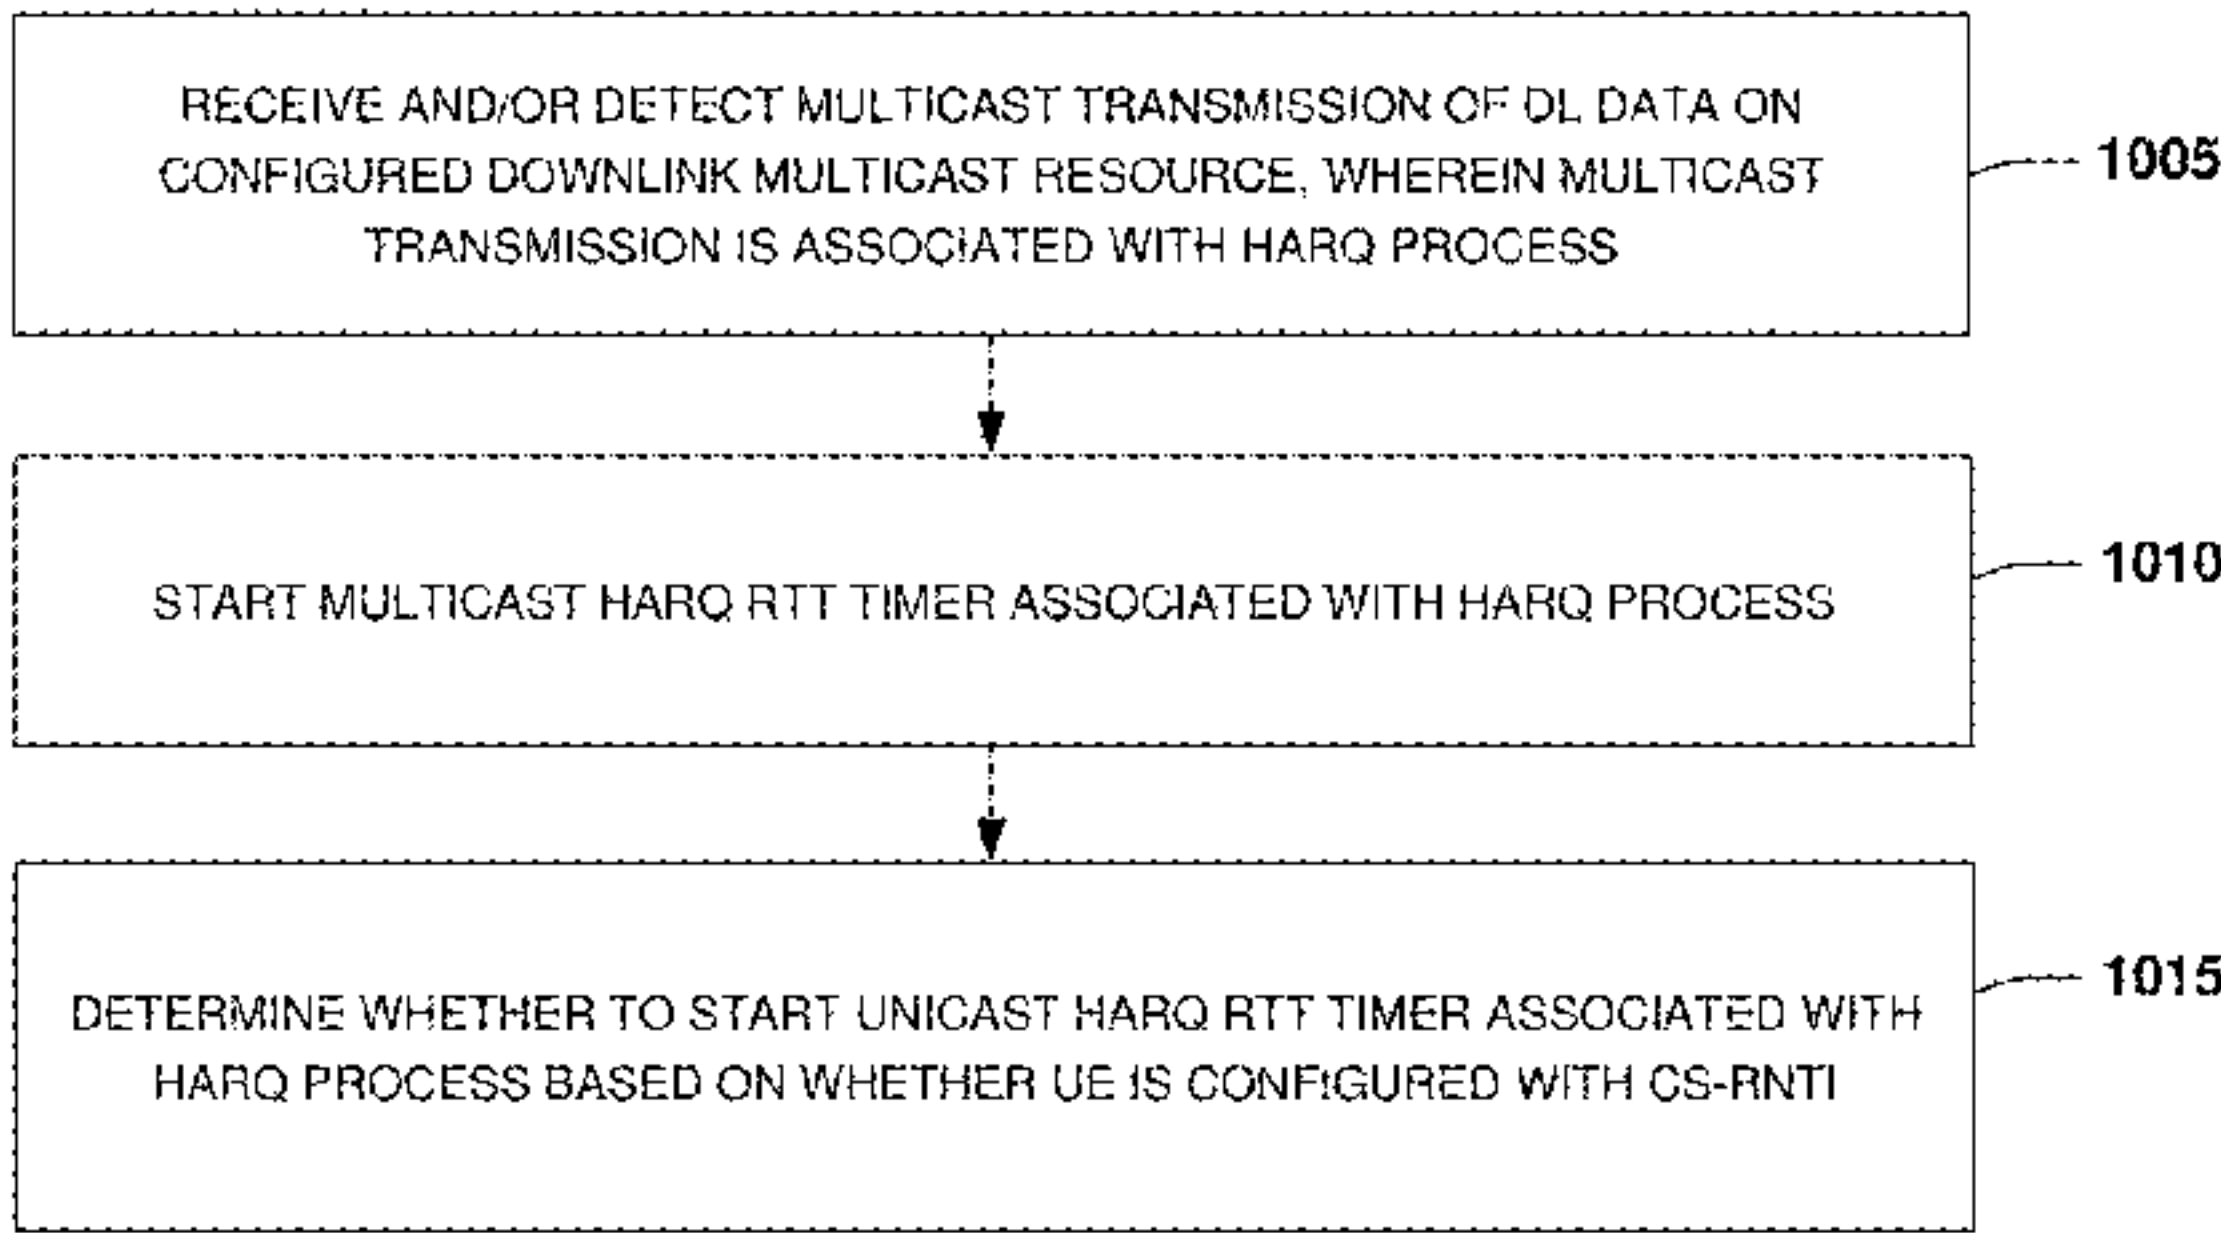 RECEIVE AND/OR DETECT MULTICAST TRANSMISSION OF DL DATA ON
CONFIGURED DOWNLINK MULTICAST RESOURCE, WHEREIN MULTICAST
TRANSMISSION IS ASSOCIATED WITH HARQ PROCESS
1005
START MULTICAST HARQ RTT TIMER ASSOCIATED WITH HARQ PROCESS
1010
DETERMINE WHETHER TO START UNICAST HARQ RTT TIMER ASSOCIATED WITH
HARQ PROCESS BASED ON WHETHER UE IS CONFIGURED WITH CS-RNTI
1015